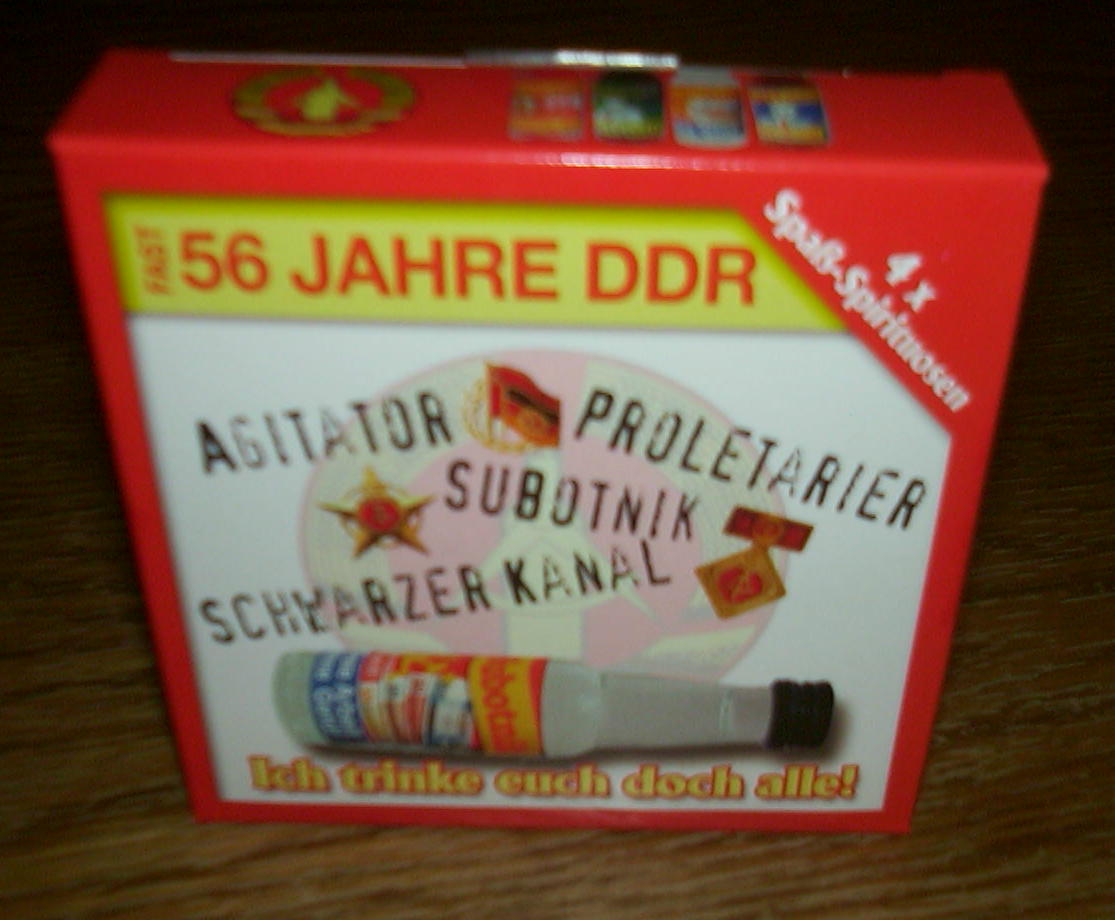 FAST
56 JAHRE DDR
4 x
Spaß-Spirituosen
AGITATOR
PROLETARIER
SUBOTNIK
SCHWARZER KANAL
Ich trinke euch doch alle!